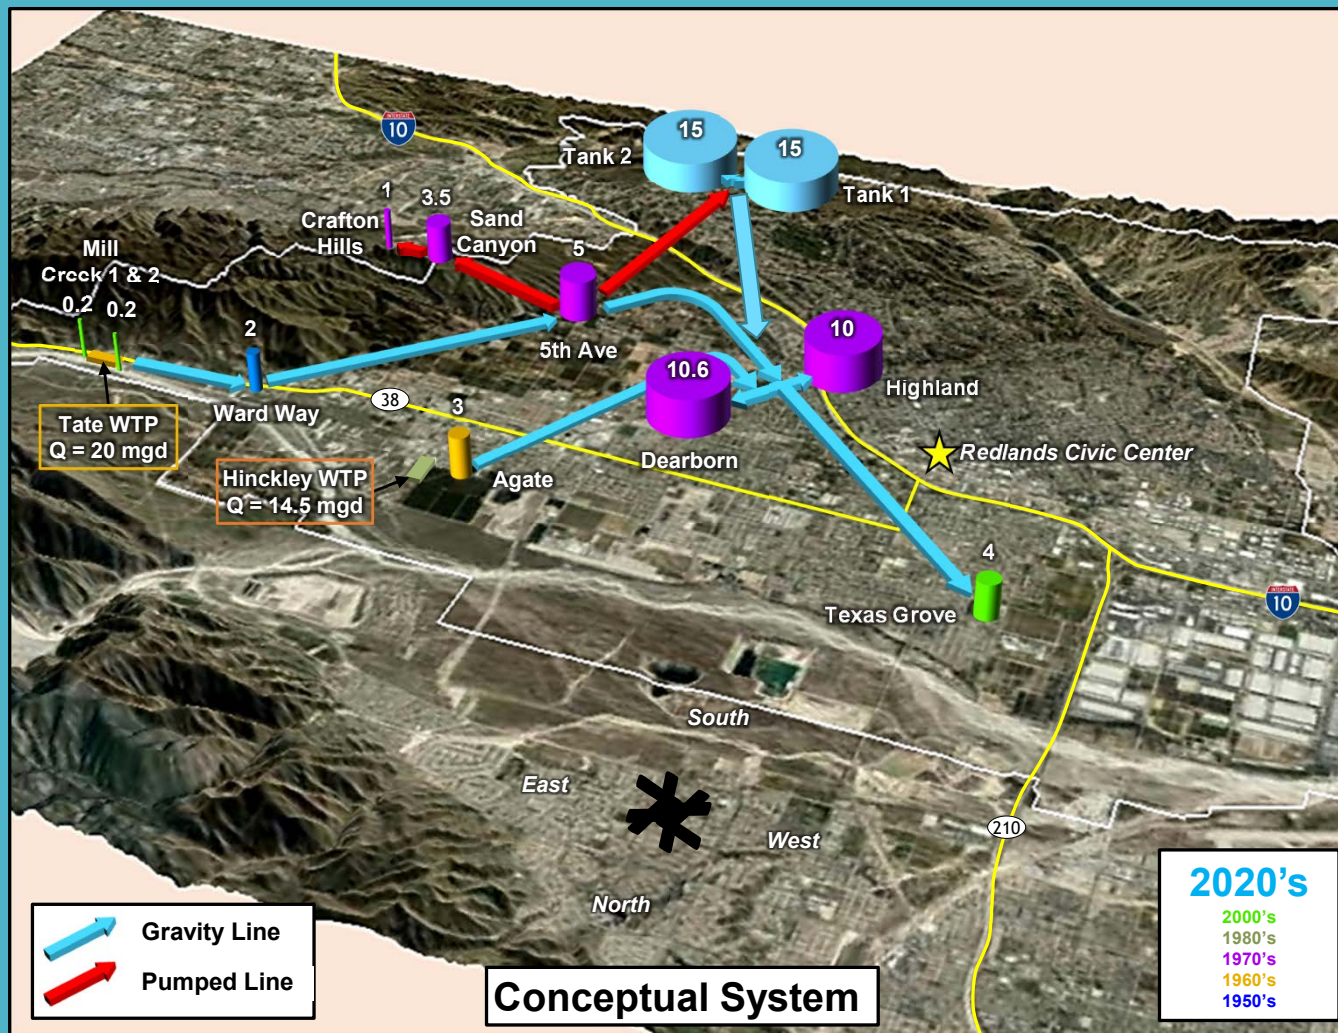 INTERSTATE
10
15
15
Tank 2
Tank 1
1
3.5
Crafton
Hills
Sand
Canyon
5
Mill
Creek 1 & 2
0.2
0.2
2
5th Ave
10
10.6
Highland
Ward Way
38
Tate WTP
Q = 20 mgd
3
Dearborn
Redlands Civic Center
Hinckley WTP
Q = 14.5 mgd
Agate
4
Texas Grove
INTERSTATE
10
South
East
West
North
210
Gravity Line
Pumped Line
Conceptual System
2020's
2000's
1980's
1970's
1960's
1950's